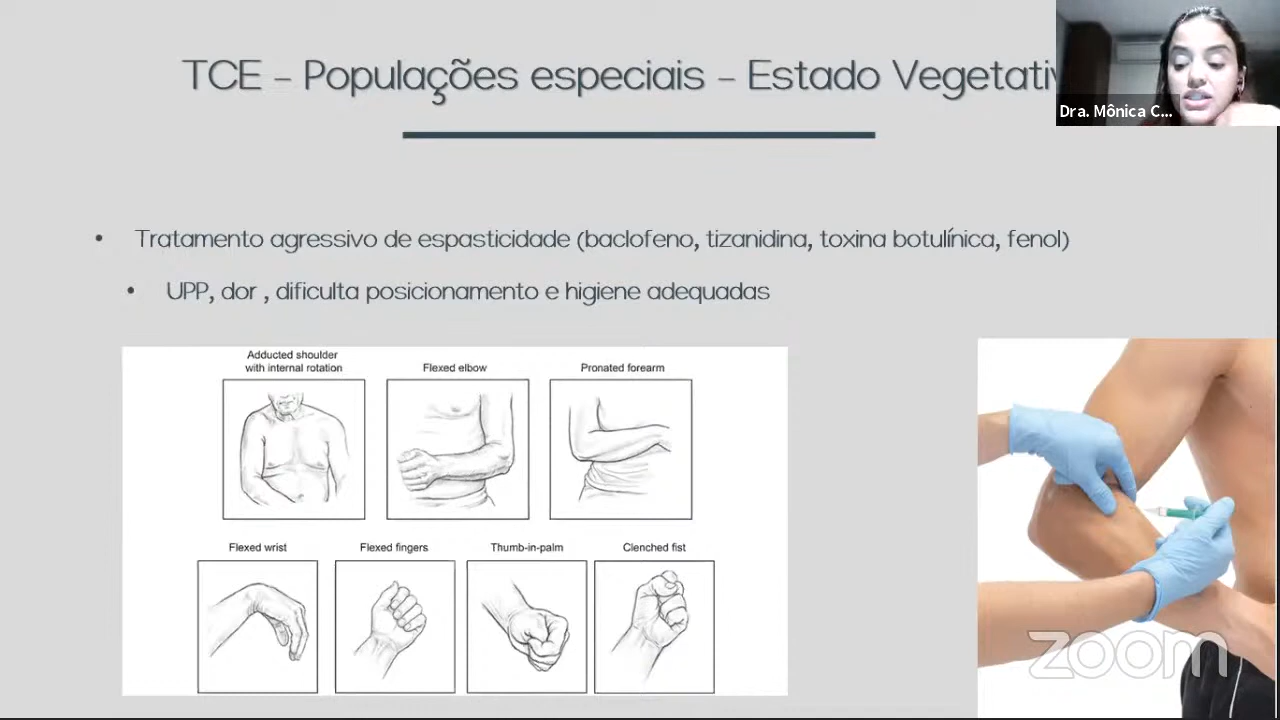 TCE – Populações especiais – Estado Vegetativ
Dra. Mônica C...
• Tratamento agressivo de espasticidade (baclofeno, tizanidina, toxina botulínica, fenol)
• UPP, dor , dificulta posicionamento e higiene adequadas
Adducted shoulder
with internal rotation
Flexed elbow
Pronated forearm
Flexed wrist
Flexed fingers
Thumb-in-palm
Clenched fist
zoom